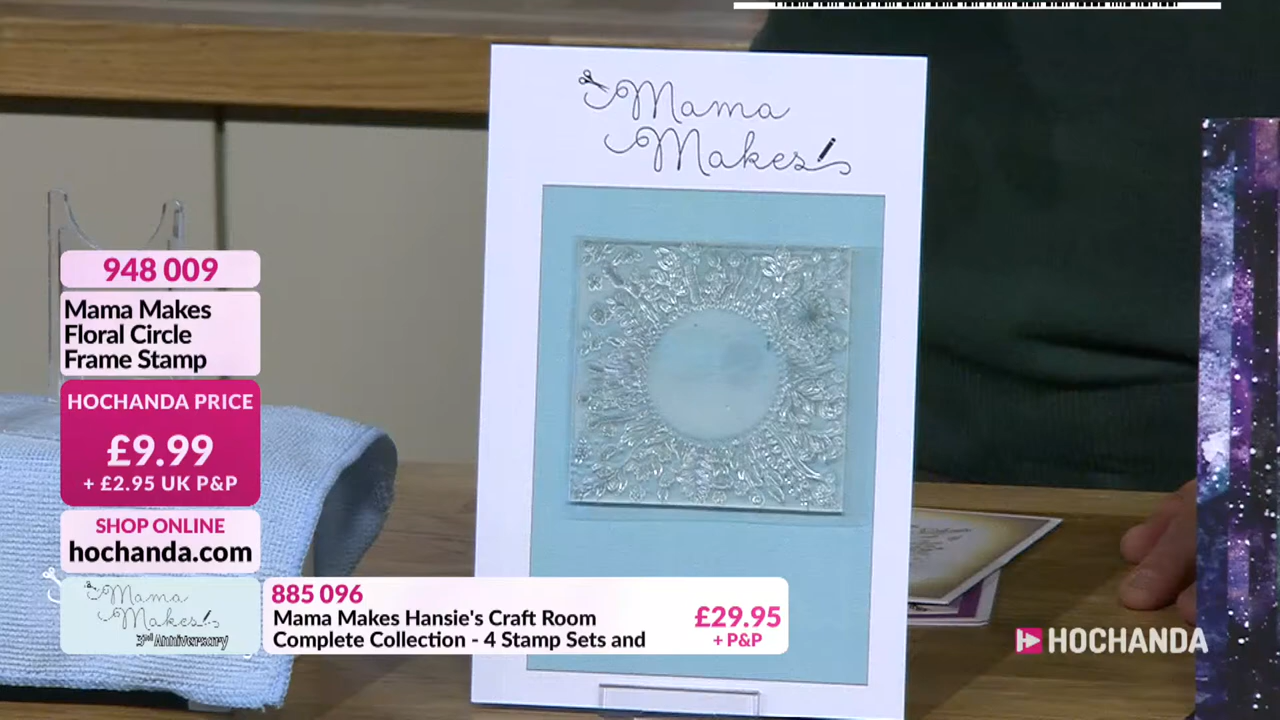 Mama
Makes
948 009
Mama Makes
Floral Circle
Frame Stamp
HOCHANDA PRICE
£9.99
+ £2.95 UK P&P
SHOP ONLINE
hochanda.com
Mama
Makes
3rd Anniversary
885 096
Mama Makes Hansie's Craft Room
Complete Collection - 4 Stamp Sets and
£29.95
+ P&P
HOCHANDA